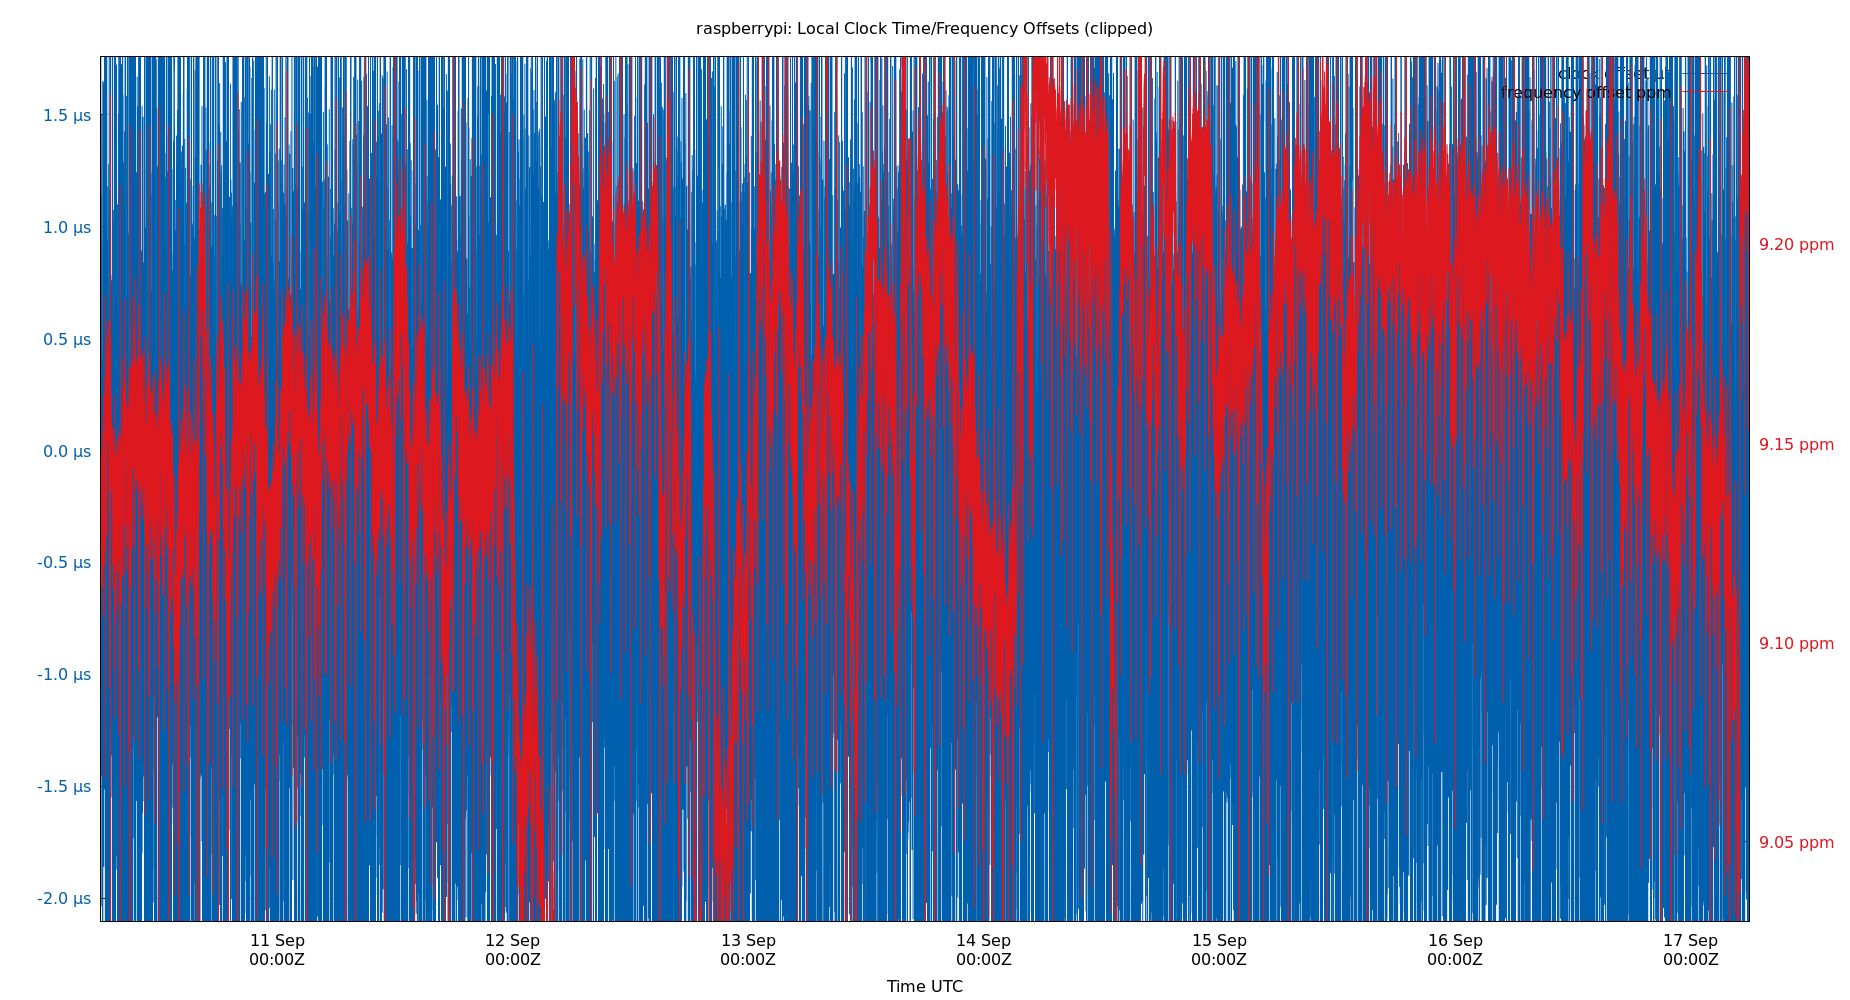 raspberrypi: Local Clock Time/Frequency Offsets (clipped)
clock offset μs
frequency offset ppm
1.5 μs
1.0 μs
0.5 μs
0.0 μs
-0.5 μs
-1.0 μs
-1.5 μs
-2.0 μs
9.20 ppm
9.15 ppm
9.10 ppm
9.05 ppm
11 Sep
00:00Z
12 Sep
00:00Z
13 Sep
00:00Z
14 Sep
00:00Z
15 Sep
00:00Z
16 Sep
00:00Z
17 Sep
00:00Z
Time UTC